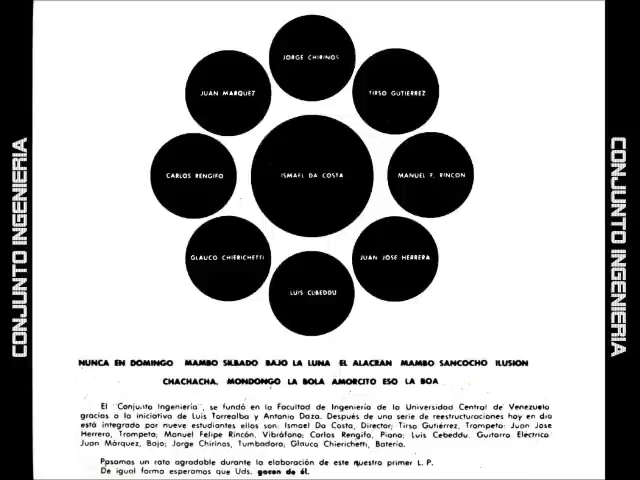 CONJUNTO INGENIERIA
JORGE CHIRINOS
JUAN MARQUEZ
TIRSO GUTIERREZ
CARLOS RENGIFO
ISMAEL DA COSTA
MANUEL F. RINCON
GLAUCO CHIERICHETTI
JUAN JOSE HERRERA
LUIS CUBEDDU
CONJUNTO INGENIERIA
NUNCA EN DOMINGO MAMBO SILBADO BAJO LA LUNA EL ALACRAN MAMBO SANCOCHO ILUSION
CHACHACHA. MONDONGO LA BOLA AMORCITO ESO LA BOA
El "Conjunto Ingeniería", se fundó en la Facultad de Ingeniería de la Universidad Central de Venezuela
gracias a la iniciativa de Luis Torrealba y Antonio Daza. Después de una serie de reestructuraciones hoy en día
está integrado por nueve estudiantes ellos son: Ismael Da Costa, Director; Tirso Gutiérrez, Trompeta; Juan Jose
Herrera, Trompeta; Manuel Felipe Rincón, Vibráfono; Carlos Rengifo, Piano; Luis Cebeddu. Guitarra Eléctrica
Juan Márquez, Bajo; Jorge Chirinos, Tumbadora; Glauco Chierichetti, Batería.
Pasamos un rato agradable durante la elaboración de este nuestro primer L. P.
De igual forma esperamos que Uds. gocen de él.